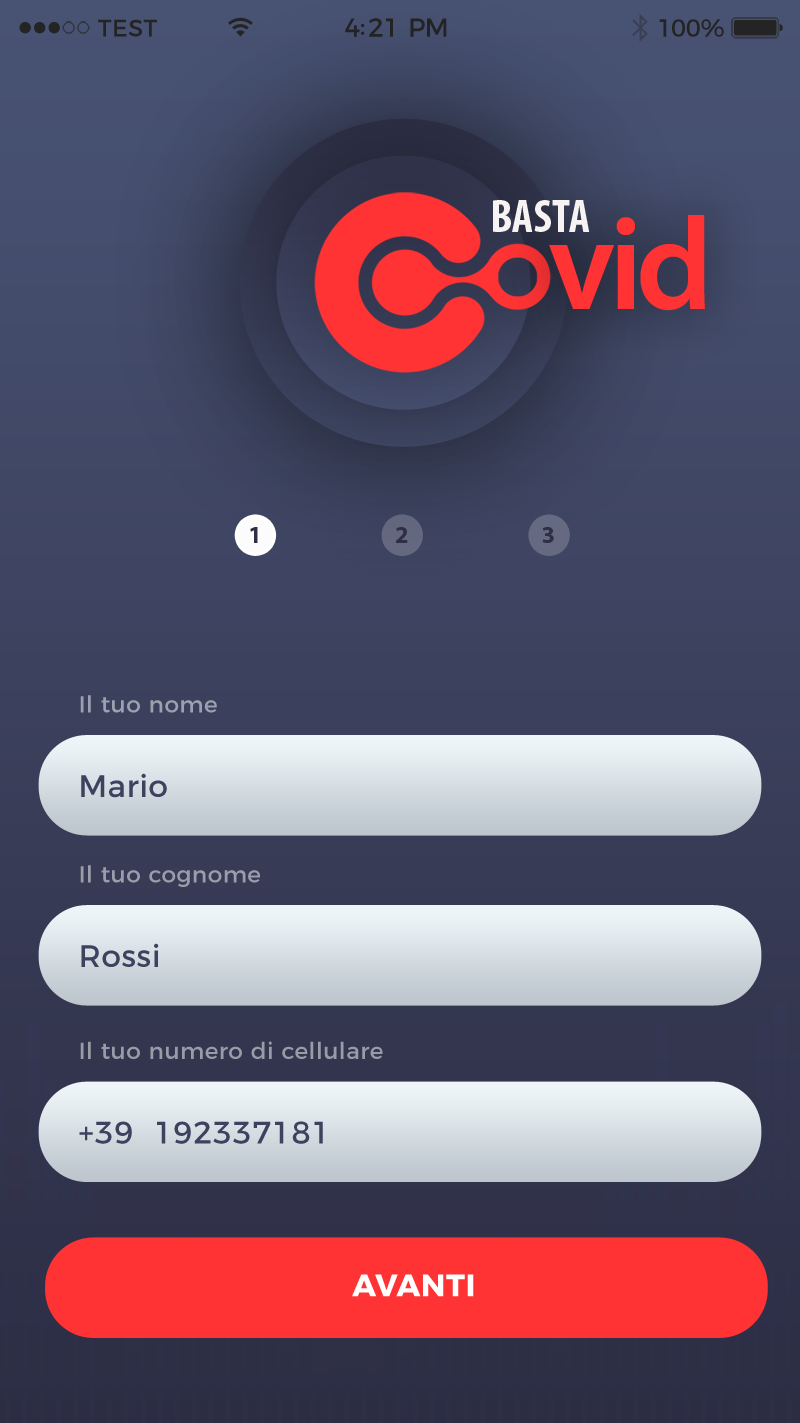 TEST 4:21 PM 100%
BASTA
Covid
1 2 3
Il tuo nome
Mario
Il tuo cognome
Rossi
Il tuo numero di cellulare
+39 192337181
AVANTI